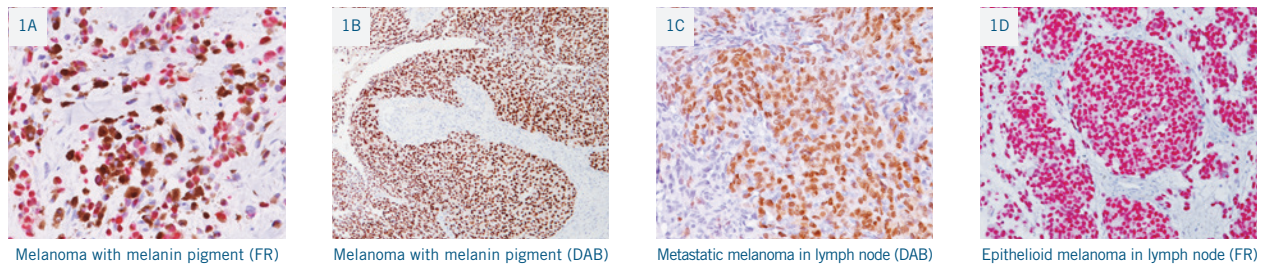 1A
1B
1C
1D
Melanoma with melanin pigment (FR)
Melanoma with melanin pigment (DAB)
Metastatic melanoma in lymph node (DAB)
Epithelioid melanoma in lymph node (FR)